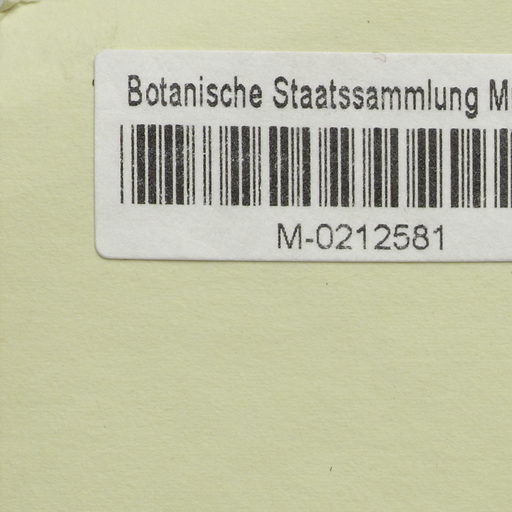 Botanische Staatssammlung M
M-0212581